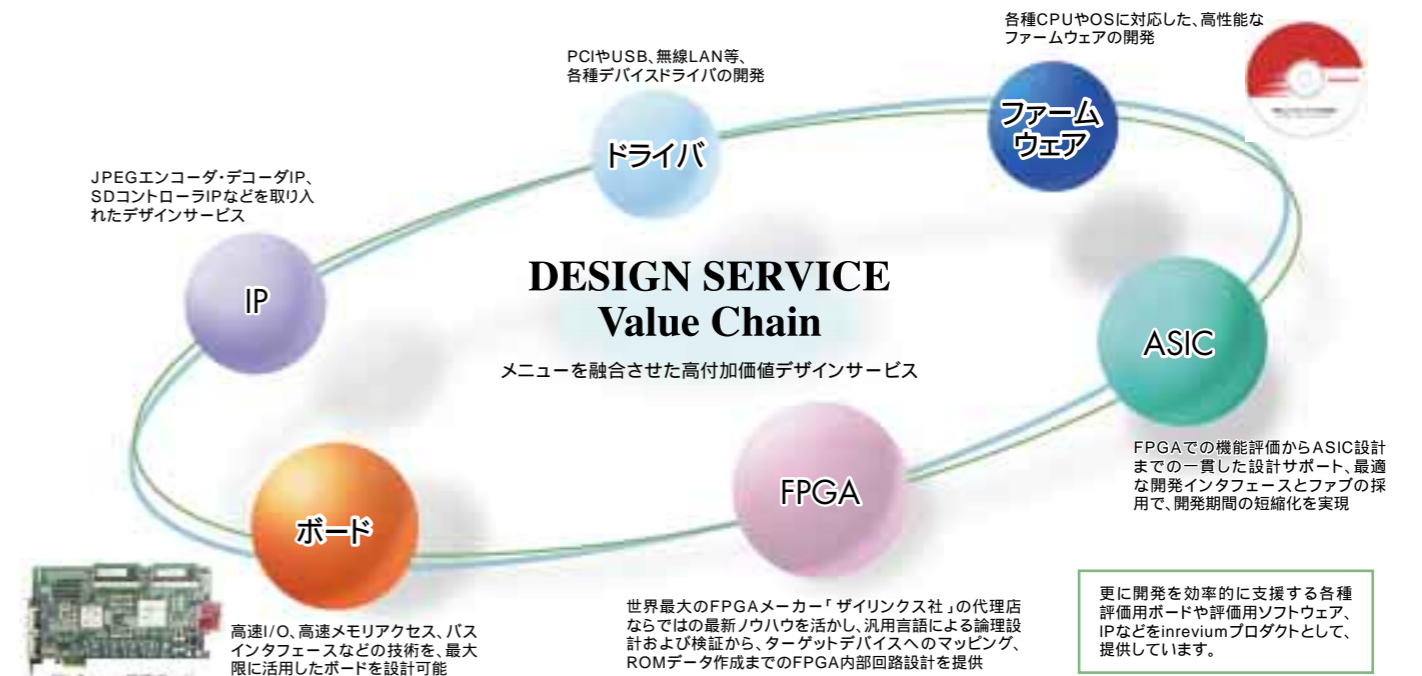 各種CPUやOSに対応した、高性能な
ファームウェアの開発
PCIやUSB、無線LAN等、
各種デバイスドライバの開発
ファーム
ウェア
ドライバ
JPEGエンコーダ・デコーダIP、
SDコントローラIPなどを取り入
れたデザインサービス
IP
DESIGN SERVICE
Value Chain
メニューを融合させた高付加価値デザインサービス
ASIC
FPGAでの機能評価からASIC設計
までの一貫した設計サポート、最適
な開発インタフェースとファブの採
用で、開発期間の短縮化を実現
FPGA
ボード
高速I/O、高速メモリアクセス、バス
インタフェースなどの技術を、最大
限に活用したボードを設計可能
世界最大のFPGAメーカー「ザイリンクス社」の代理店
ならではの最新ノウハウを活かし、汎用言語による論理設
計および検証から、ターゲットデバイスへのマッピング、
ROMデータ作成までのFPGA内部回路設計を提供
更に開発を効率的に支援する各種
評価用ボードや評価用ソフトウェア、
IPなどをinreviumプロダクトとして、
提供しています。